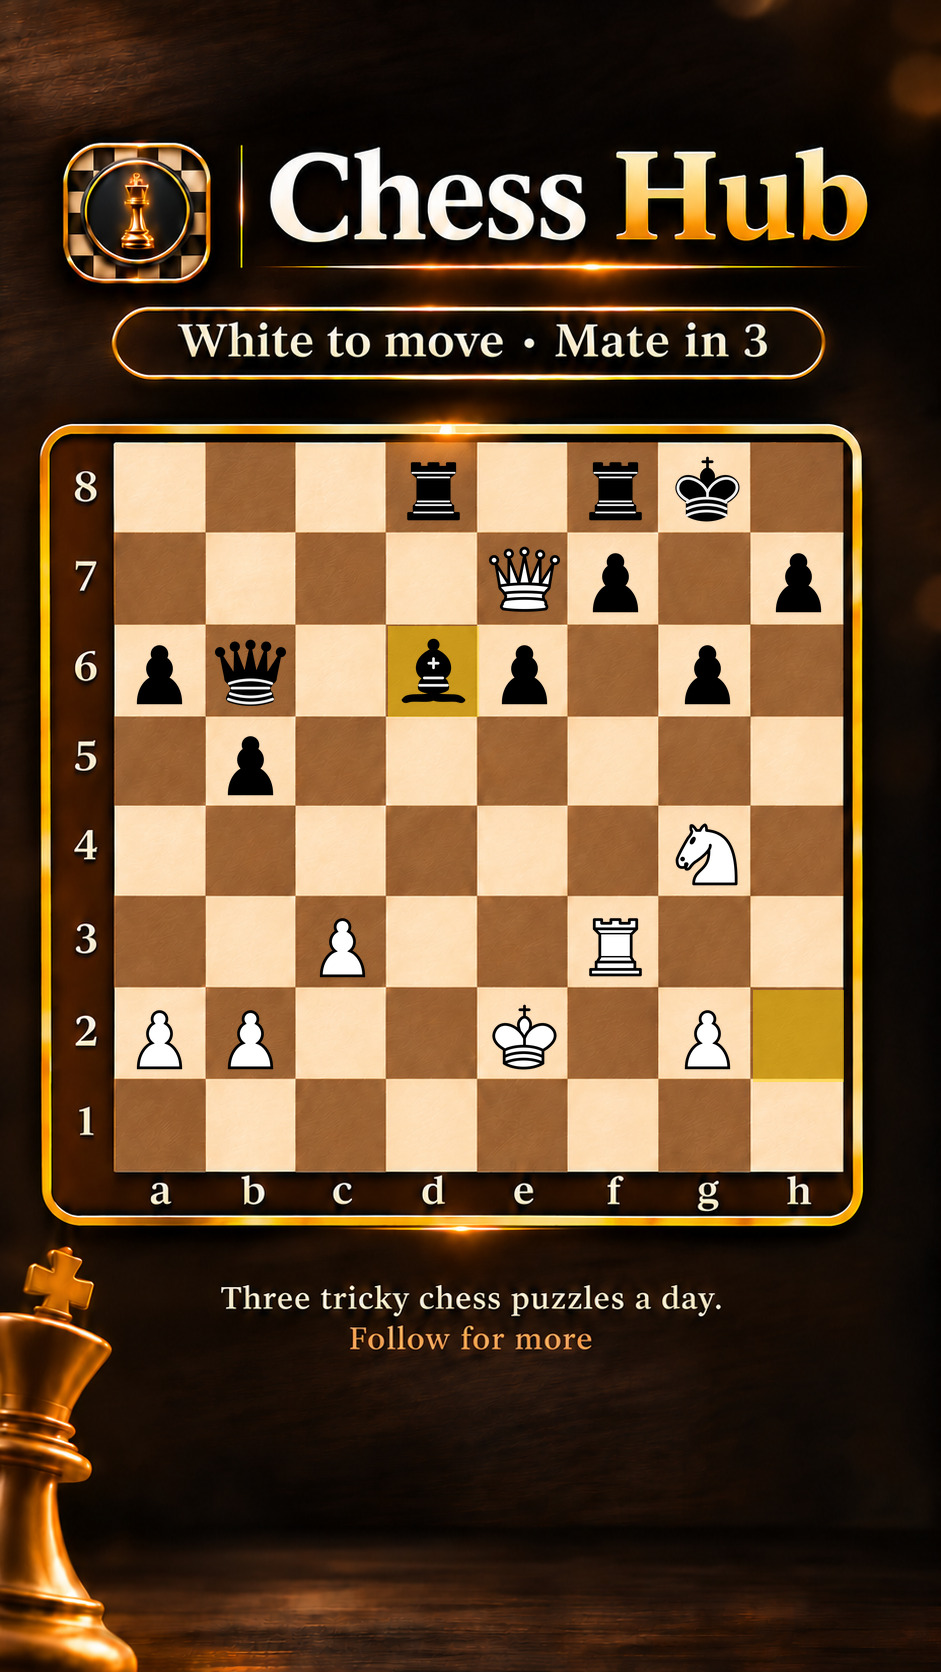 Chess Hub
White to move • Mate in 3
8
7
6
5
4
3
2
1
a b c d e f g h
Three tricky chess puzzles a day.
Follow for more